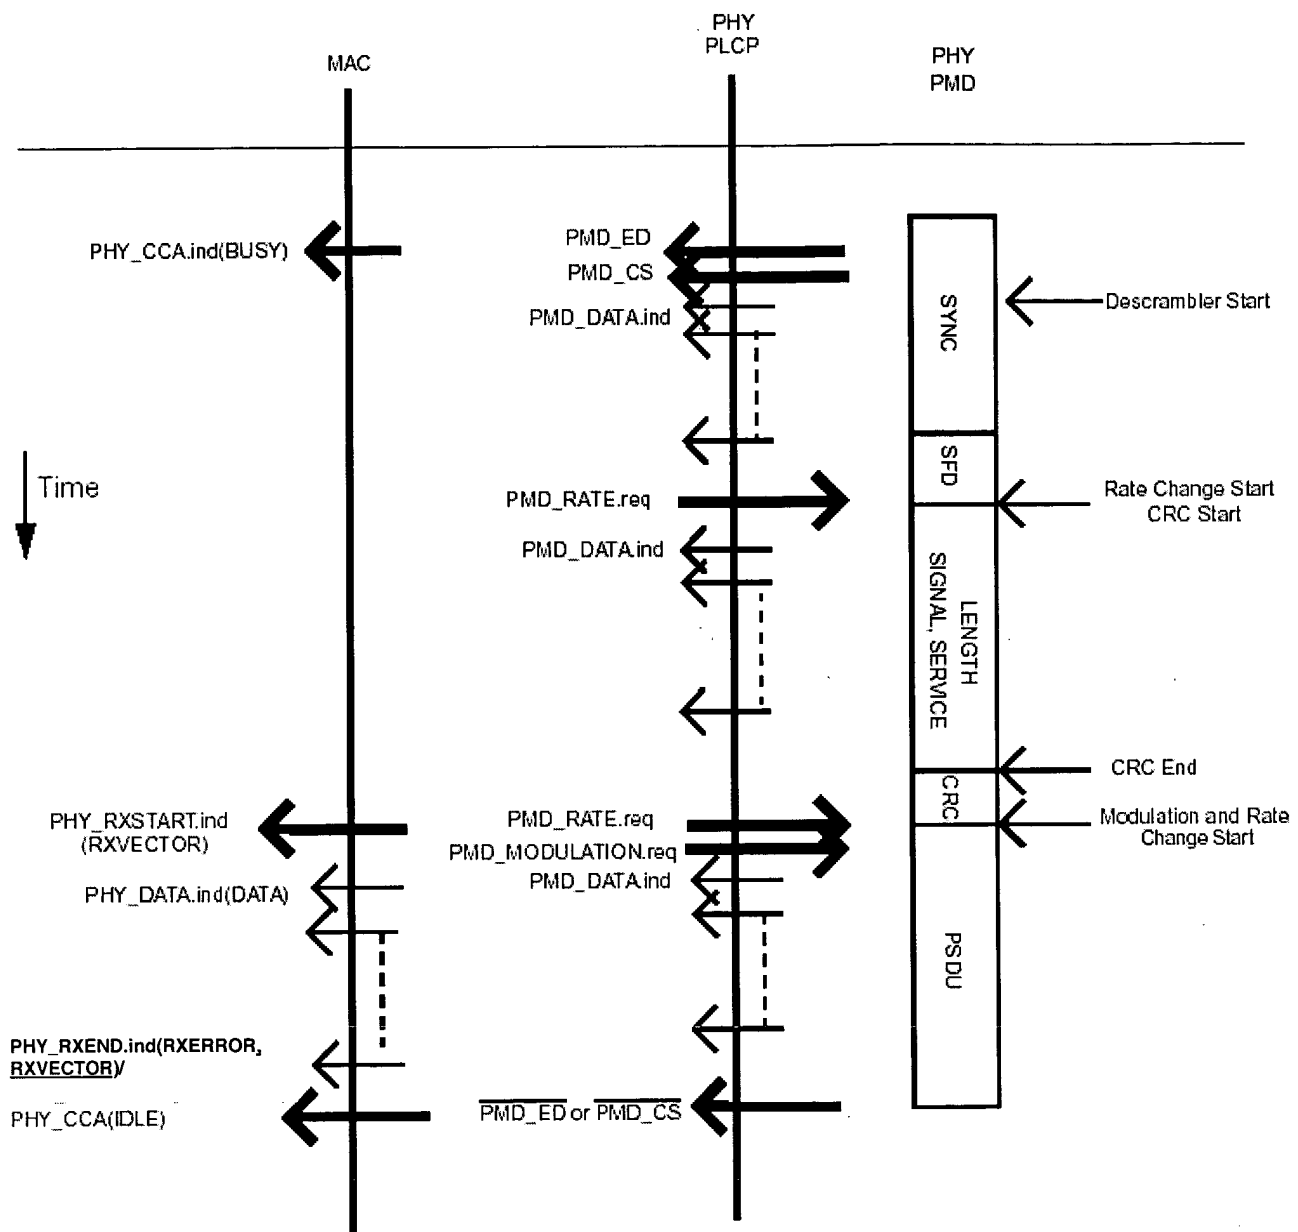 PHY
PLCP
MAC
PHY
PMD
PHY_CCA.ind(BUSY)
PMD_ED
PMD_CS
PMD_DATA.ind
SYNC
Descrambler Start
SFD
Time
PMD_RATE.req
Rate Change Start
CRC Start
PMD_DATA.ind
LENGTH
SIGNAL, SERVICE
CRC End
CRC
PHY_RXSTART.ind
(RXVECTOR)
PMD_RATE.req
PMD_MODULATION.req
PMD_DATA.ind
Modulation and Rate
Change Start
PHY_DATA.ind(DATA)
PSDU
PHY_RXEND.ind(RXERROR,
RXVECTOR)/
PHY_CCA(IDLE)
PMD_ED or PMD_CS